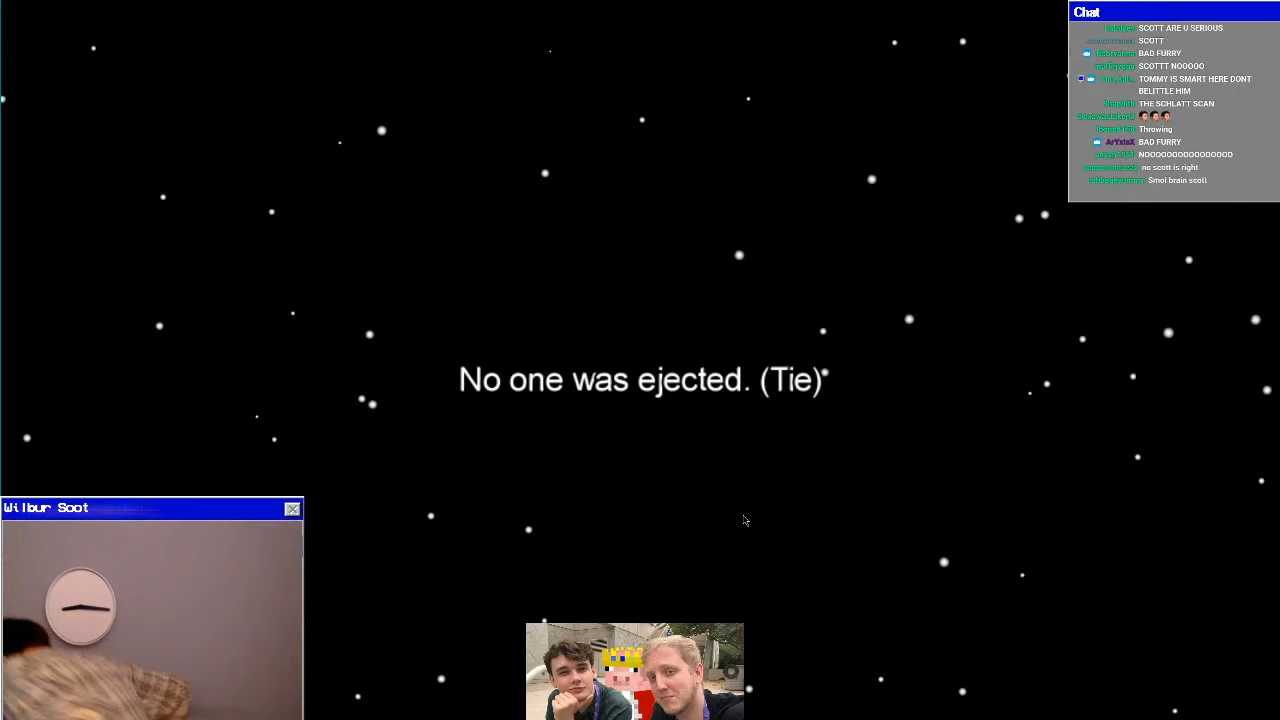 Chat
SCOTT ARE U SERIOUS
SCOTT
BAD FURRY
SCOTTT NOOOOO
TOMMY IS SMART HERE DONT
BELITTLE HIM
THE SCHLATT SCAN
Throwing
ArYxisX BAD FURRY
NOOOOOOOOOOOOOOOO
no scott is right
Smol brain scott
No one was ejected. (Tie)
Wilbur Soot